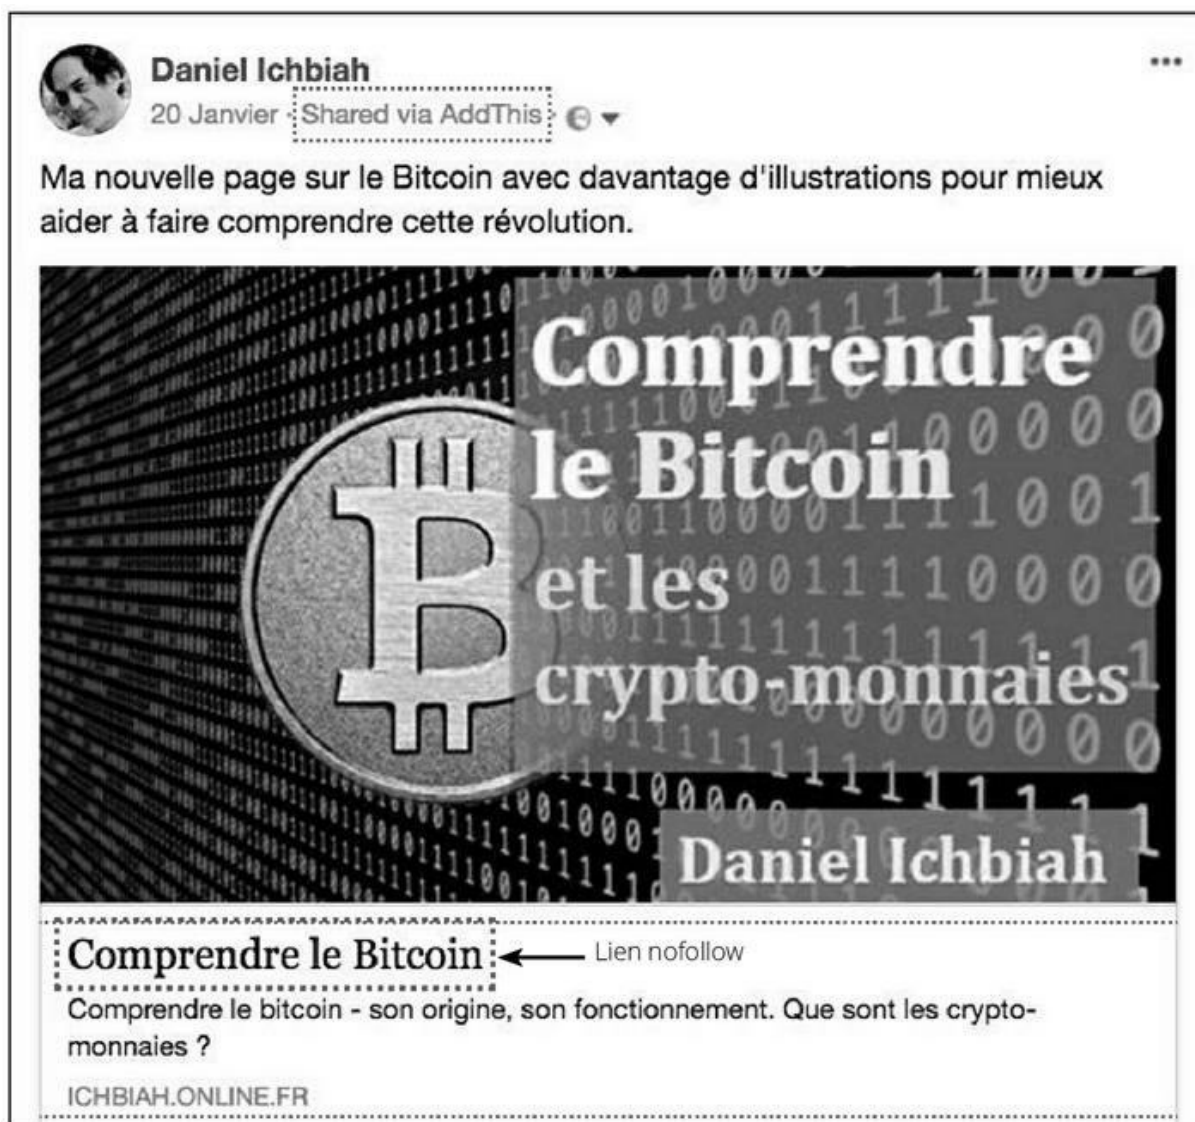 Daniel Ichbiah
20 Janvier · Shared via AddThis ·
Ma nouvelle page sur le Bitcoin avec davantage d'illustrations pour mieux
aider à faire comprendre cette révolution.
Comprendre
le Bitcoin
et les
crypto-monnaies
Daniel Ichbiah
Comprendre le Bitcoin
Lien nofollow
Comprendre le bitcoin - son origine, son fonctionnement. Que sont les crypto-
monnaies ?
ICHBIAH.ONLINE.FR